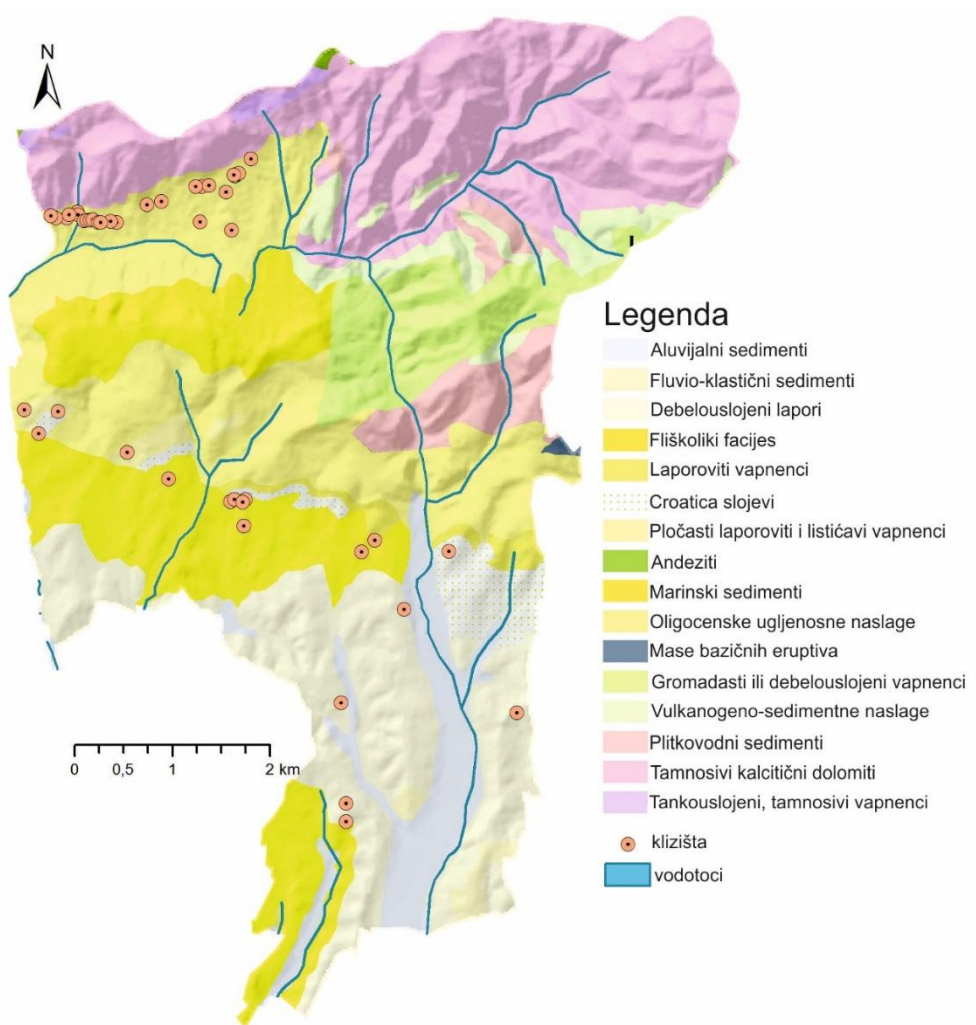 N
Legenda
Aluvijalni sedimenti
Fluvio-klastični sedimenti
Debelouslojeni lapori
Fliškoliki facijes
Laporoviti vapnenci
Croatica slojevi
Pločasti laporoviti i listićavi vapnenci
Andeziti
Marinski sedimenti
Oligocenske ugljenosne naslage
Mase bazičnih eruptiva
Gromadasti ili debelouslojeni vapnenci
Vulkanogeno-sedimentne naslage
Plitkovodni sedimenti
Tamnosivi kalcitični dolomiti
Tankouslojeni, tamnosivi vapnenci
klizišta
vodotoci
0 0,5 1 2 km